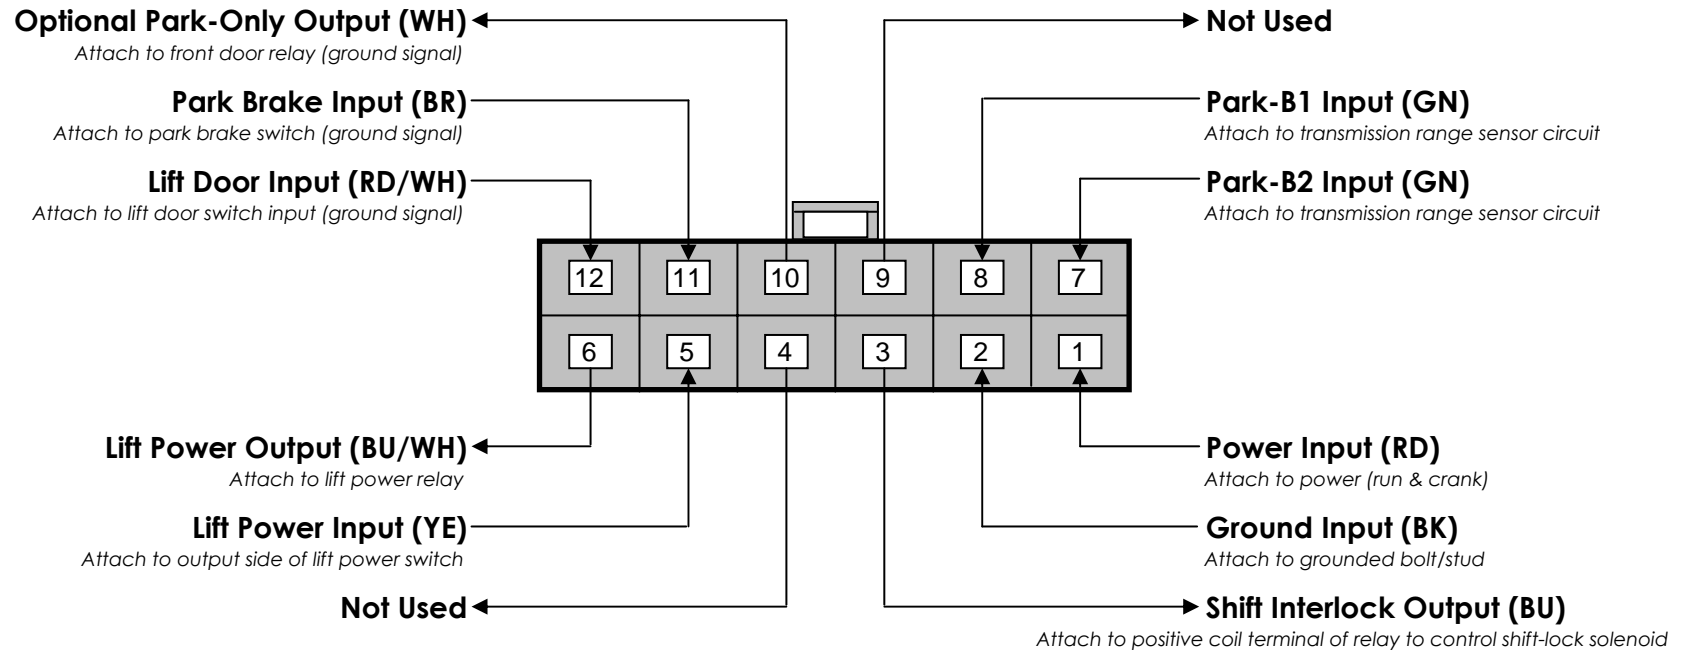 Optional Park-Only Output (WH)
Attach to front door relay (ground signal)
Park Brake Input (BR)
Attach to park brake switch (ground signal)
Lift Door Input (RD/WH)
Attach to lift door switch input (ground signal)
Not Used
Park-B1 Input (GN)
Attach to transmission range sensor circuit
Park-B2 Input (GN)
Attach to transmission range sensor circuit
12 11 10 9 8 7
6 5 4 3 2 1
Lift Power Output (BU/WH)
Attach to lift power relay
Lift Power Input (YE)
Attach to output side of lift power switch
Not Used
Power Input (RD)
Attach to power (run & crank)
Ground Input (BK)
Attach to grounded bolt/stud
Shift Interlock Output (BU)
Attach to positive coil terminal of relay to control shift-lock solenoid